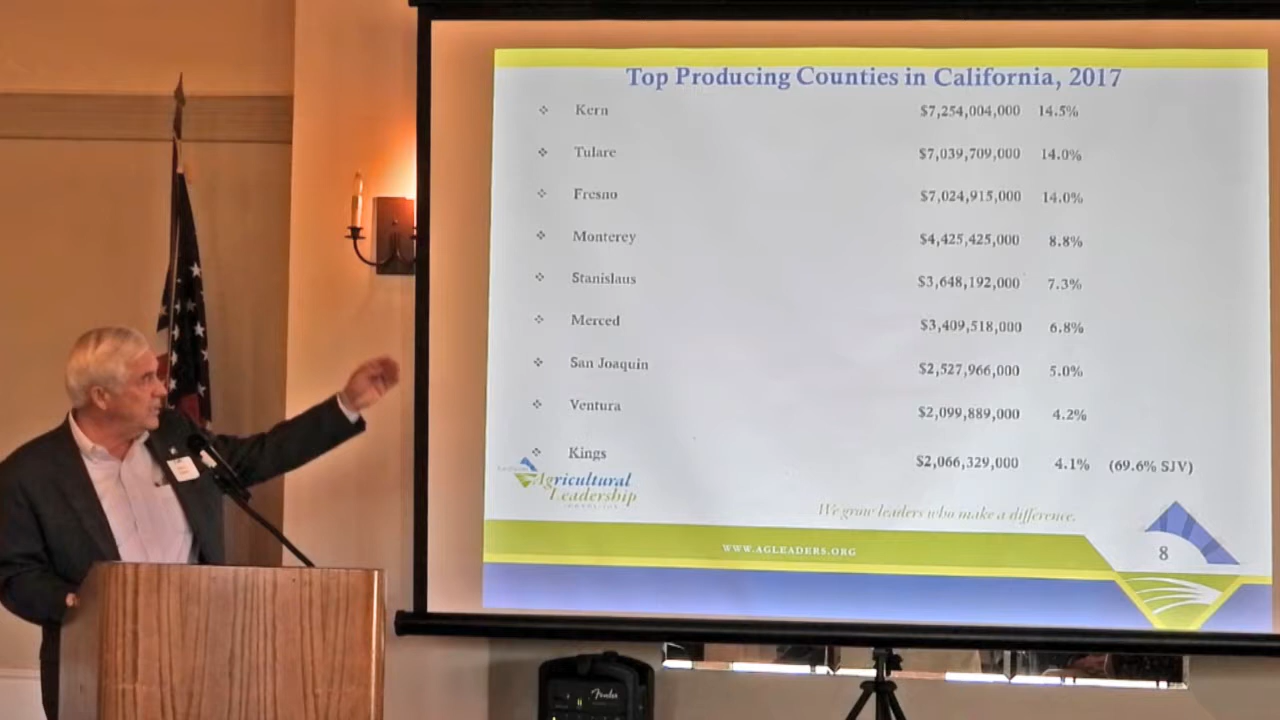 Top Producing Counties in California, 2017
❖ Kern $7,254,004,000 14.5%
❖ Tulare $7,039,709,000 14.0%
❖ Fresno $7,024,915,000 14.0%
❖ Monterey $4,425,425,000 8.8%
❖ Stanislaus $3,648,192,000 7.3%
❖ Merced $3,409,518,000 6.8%
❖ San Joaquin $2,527,966,000 5.0%
❖ Ventura $2,099,889,000 4.2%
❖ Kings $2,066,329,000 4.1% (69.6% SJV)
Agricultural
Leadership
We grow leaders who make a difference.
WWW.AGLEADERS.ORG
8
Fender